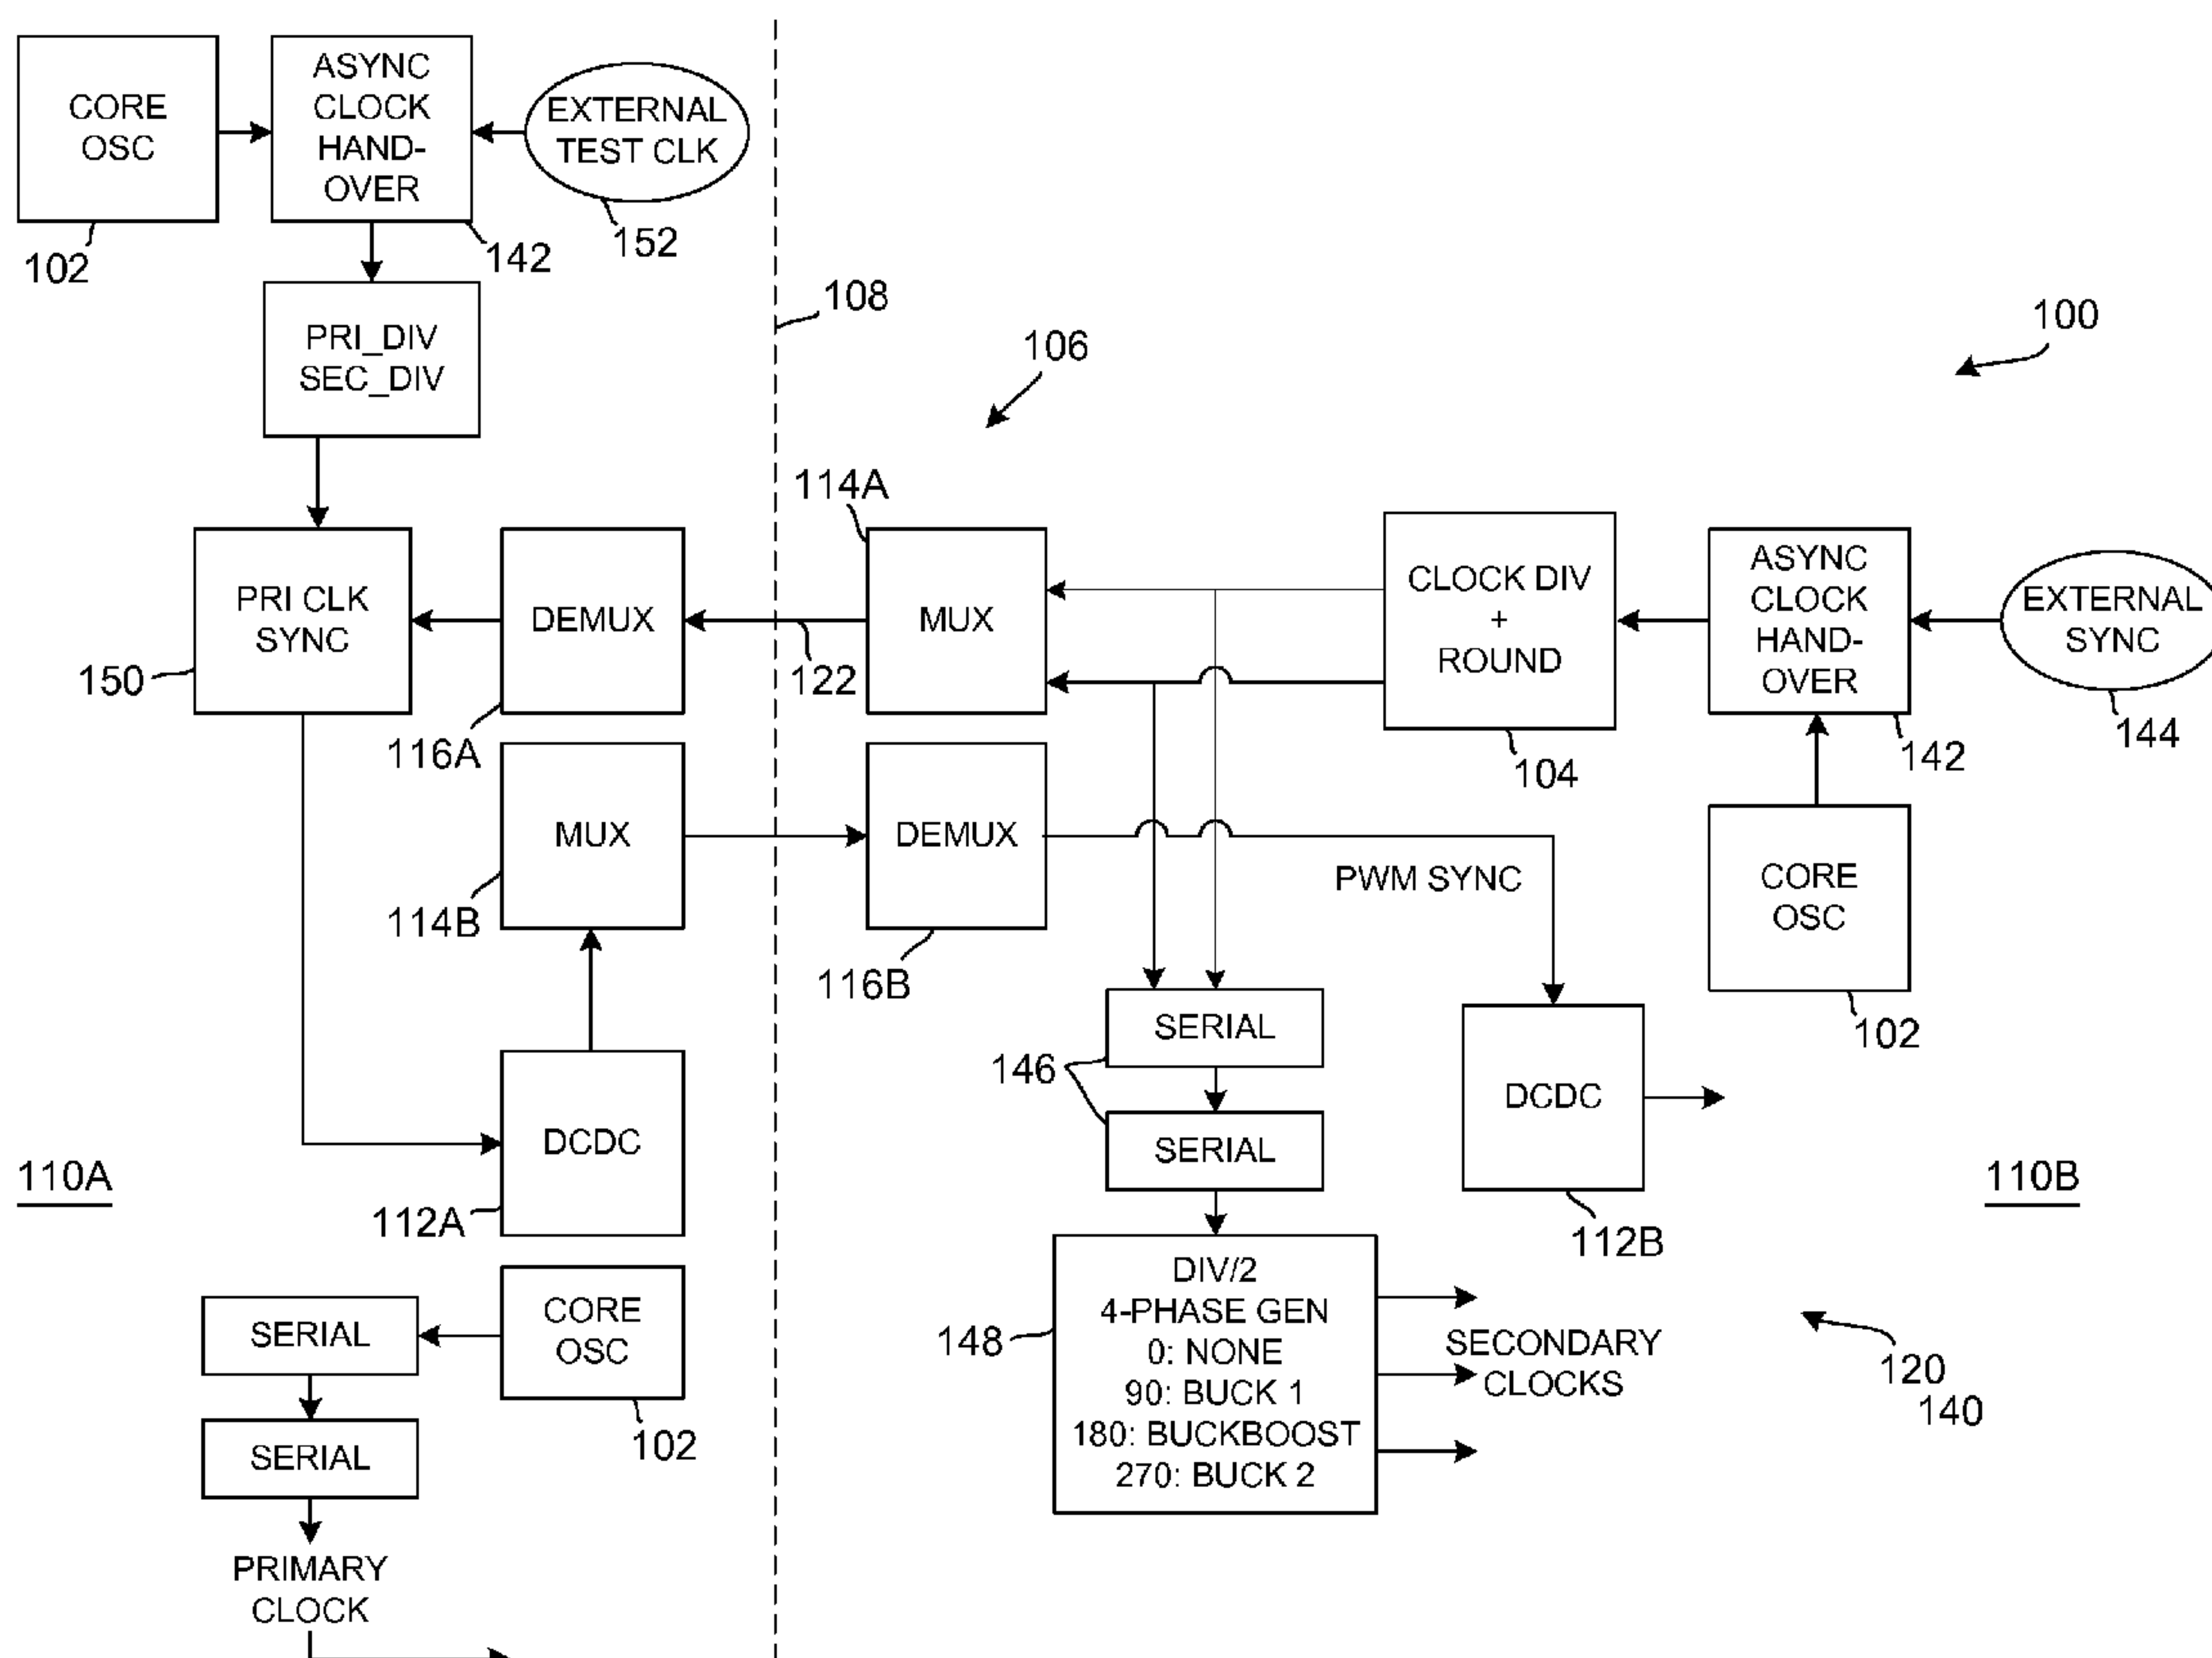 CORE
OSC
102
ASYNC
CLOCK
HAND-
OVER
142
EXTERNAL
TEST CLK
152
108
PRI_DIV
SEC_DIV
106
100
114A
PRI CLK
SYNC
150
DEMUX
116A
122
MUX
CLOCK DIV
+
ROUND
104
ASYNC
CLOCK
HAND-
OVER
142
EXTERNAL
SYNC
144
MUX
114B
DEMUX
116B
PWM SYNC
CORE
OSC
102
SERIAL
146
SERIAL
DCDC
112B
110A
DCDC
112A
110B
CORE
OSC
102
SERIAL
SERIAL
PRIMARY
CLOCK
DIV/2
4-PHASE GEN
0: NONE
90: BUCK 1
180: BUCKBOOST
270: BUCK 2
148
SECONDARY
CLOCKS
120
140